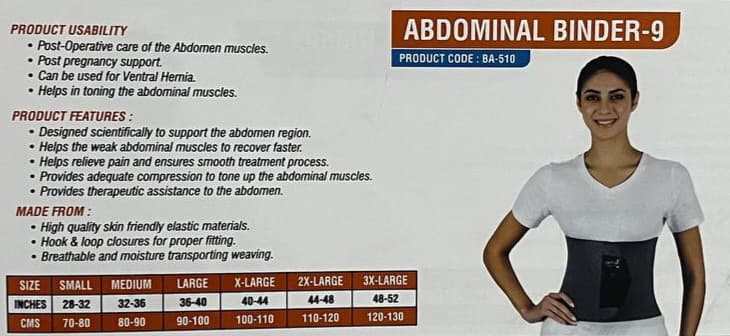 PRODUCT USABILITY
• Post-Operative care of the Abdomen muscles.
• Post pregnancy support.
• Can be used for Ventral Hernia.
• Helps in toning the abdominal muscles.
PRODUCT FEATURES :
• Designed scientifically to support the abdomen region.
• Helps the weak abdominal muscles to recover faster.
• Helps relieve pain and ensures smooth treatment process.
• Provides adequate compression to tone up the abdominal muscles.
• Provides therapeutic assistance to the abdomen.
MADE FROM :
• High quality skin friendly elastic materials.
• Hook & loop closures for proper fitting.
• Breathable and moisture transporting weaving.
SIZE SMALL MEDIUM LARGE X-LARGE 2X-LARGE 3X-LARGE
INCHES 28-32 32-36 36-40 40-44 44-48 48-52
CMS 70-80 80-90 90-100 100-110 110-120 120-130
ABDOMINAL BINDER-9
PRODUCT CODE : BA-510